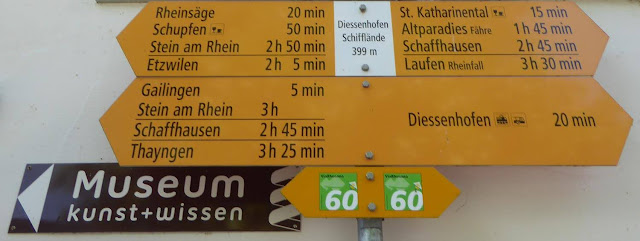 Rheinsäge 20 min
Schupfen 50 min
Stein am Rhein 2 h 50 min
Etzwilen 2 h 5 min
Diessenhofen
Schifflände
399 m
St. Katharinental 15 min
Altparadies Fähre 1 h 45 min
Schaffhausen 2 h 45 min
Laufen Rheinfall 3 h 30 min
Gailingen 5 min
Stein am Rhein 3 h
Schaffhausen 2 h 45 min
Thayngen 3 h 25 min
Diessenhofen 20 min
Museum
kunst+wissen
60
60